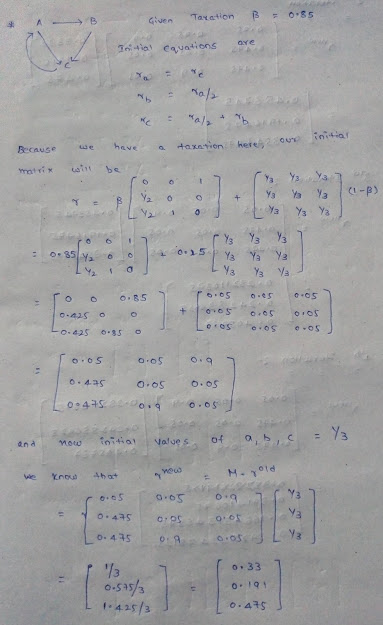 * A → B Given Taxation β = 0.85
C Initial equations are
r_a = r_c
r_b = r_a/2
r_c = r_a/2 + r_b
Because we have a taxation here, our initial
matrix will be
r = β [ 0 0 1 ; 1/2 0 0 ; 1/2 1 0 ] + [ 1/3 1/3 1/3 ; 1/3 1/3 1/3 ; 1/3 1/3 1/3 ] (1-β)
= 0.85 [ 0 0 1 ; 1/2 0 0 ; 1/2 1 0 ] + 0.15 [ 1/3 1/3 1/3 ; 1/3 1/3 1/3 ; 1/3 1/3 1/3 ]
= [ 0 0 0.85 ; 0.425 0 0 ; 0.425 0.85 0 ] + [ 0.05 0.05 0.05 ; 0.05 0.05 0.05 ; 0.05 0.05 0.05 ]
= [ 0.05 0.05 0.9 ; 0.475 0.05 0.05 ; 0.475 0.9 0.05 ]
and now initial values of a, b, c = 1/3
we know that r^new = M · r^old
= [ 0.05 0.05 0.9 ; 0.475 0.05 0.05 ; 0.475 0.9 0.05 ] [ 1/3 ; 1/3 ; 1/3 ]
= [ 1/3 ; 0.575/3 ; 1.425/3 ] = [ 0.33 ; 0.191 ; 0.475 ]